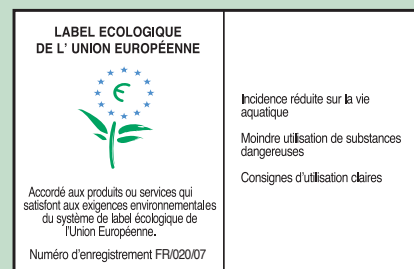 LABEL ECOLOGIQUE
DE L' UNION EUROPÉENNE
Accordé aux produits ou services qui
satisfont aux exigences environnementales
du système de label écologique de
l'Union Européenne.
Numéro d'enregistrement FR/020/07
Incidence réduite sur la vie
aquatique
Moindre utilisation de substances
dangereuses
Consignes d'utilisation claires